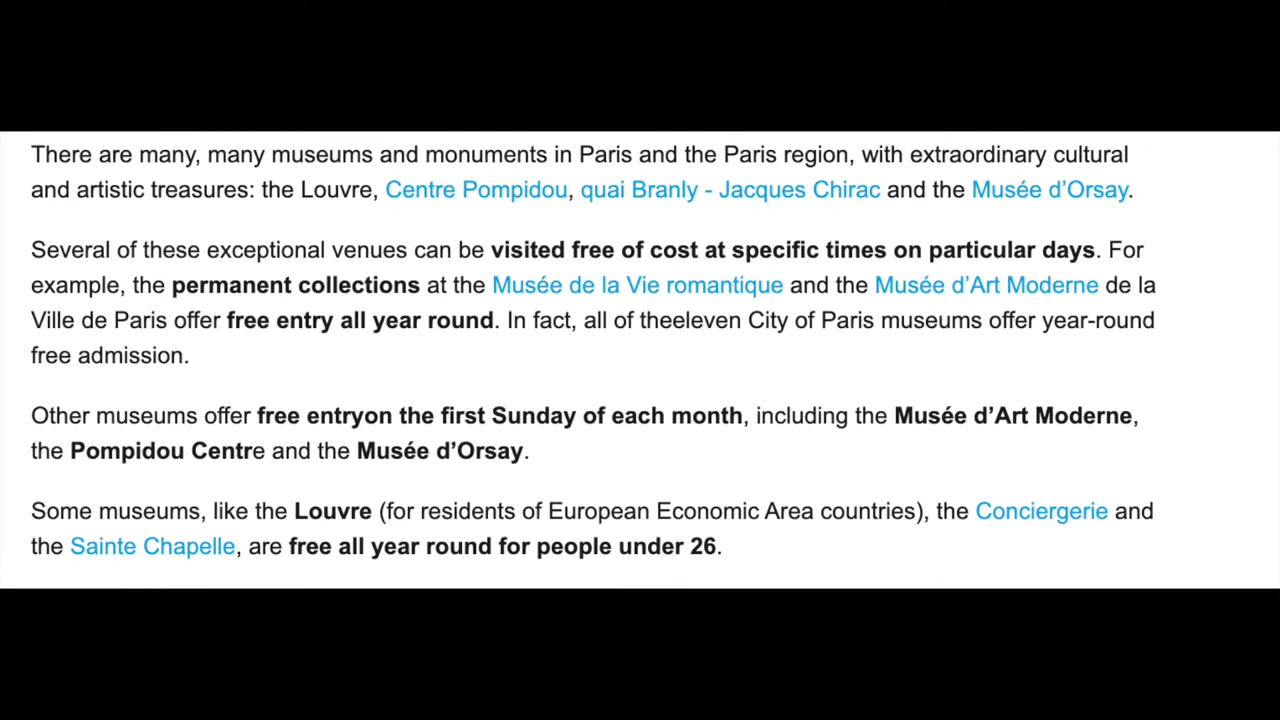 There are many, many museums and monuments in Paris and the Paris region, with extraordinary cultural
and artistic treasures: the Louvre, Centre Pompidou, quai Branly - Jacques Chirac and the Musée d’Orsay.
Several of these exceptional venues can be visited free of cost at specific times on particular days. For
example, the permanent collections at the Musée de la Vie romantique and the Musée d’Art Moderne de la
Ville de Paris offer free entry all year round. In fact, all of theeleven City of Paris museums offer year-round
free admission.
Other museums offer free entryon the first Sunday of each month, including the Musée d’Art Moderne,
the Pompidou Centre and the Musée d’Orsay.
Some museums, like the Louvre (for residents of European Economic Area countries), the Conciergerie and
the Sainte Chapelle, are free all year round for people under 26.